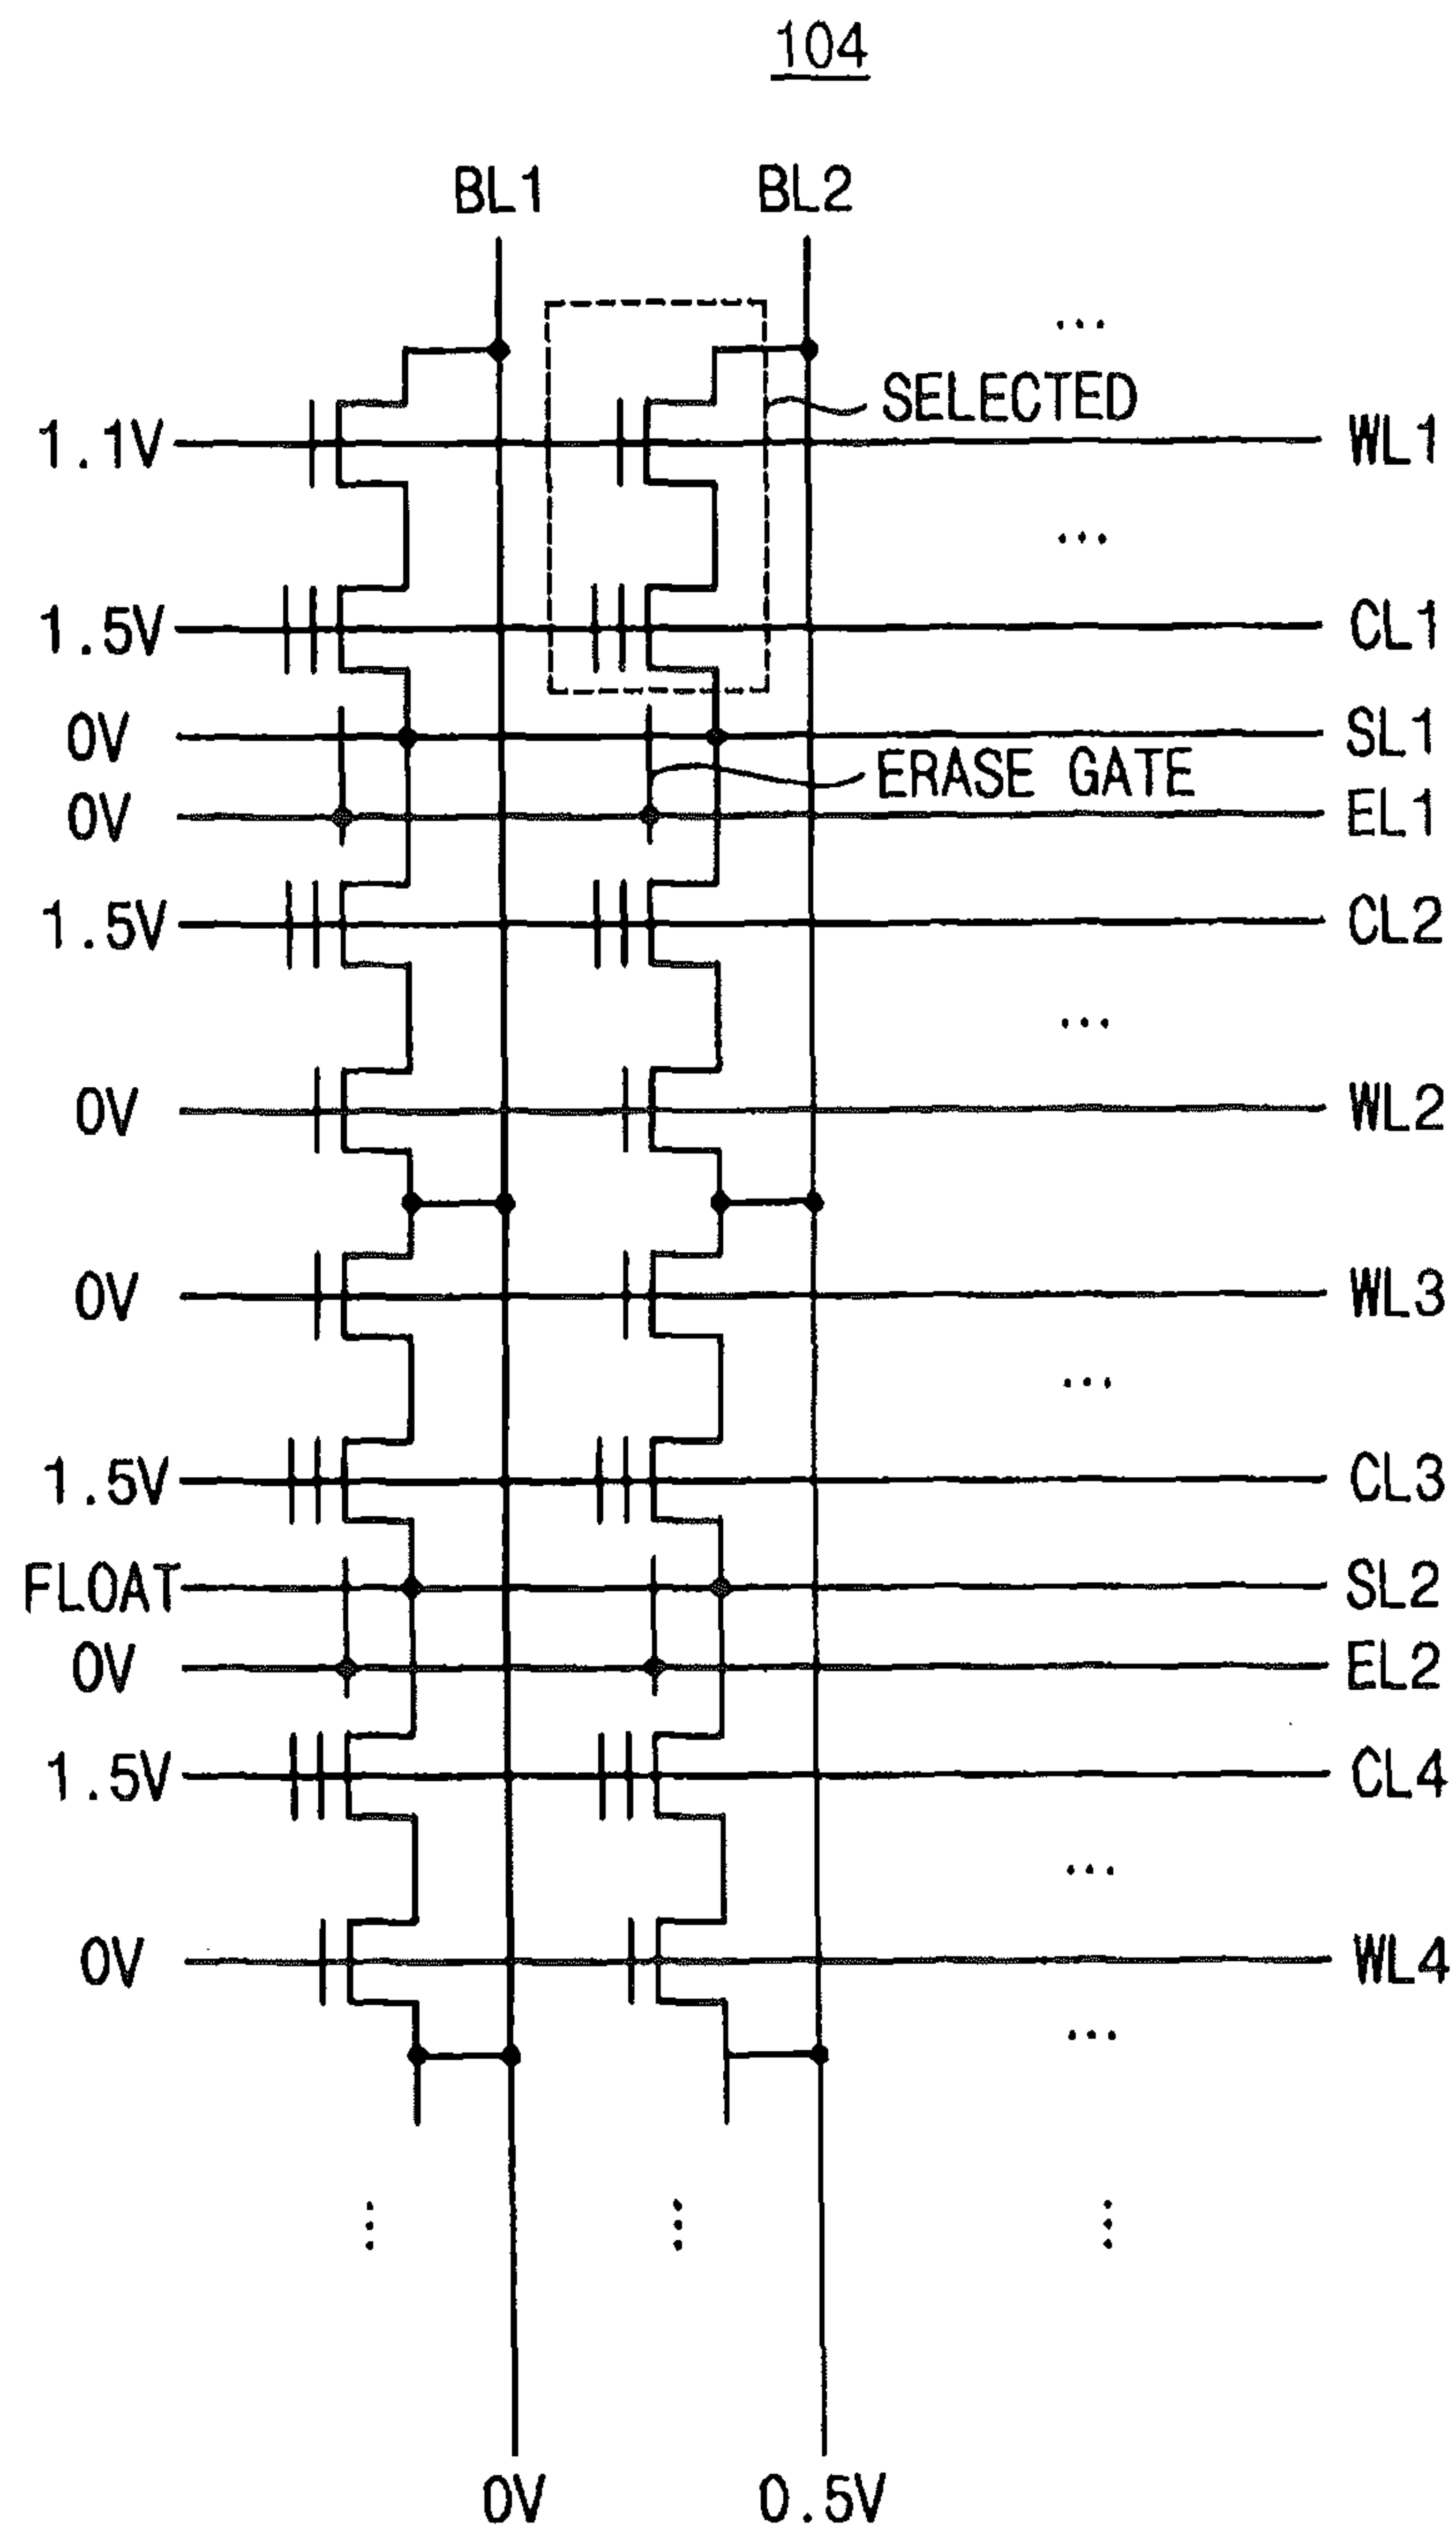 104
BL1 BL2
...
SELECTED
1.1V WL1
...
1.5V CL1
0V SL1
ERASE GATE
0V EL1
1.5V CL2
...
0V WL2
0V WL3
...
1.5V CL3
FLOAT SL2
0V EL2
1.5V CL4
...
0V WL4
...
0V 0.5V